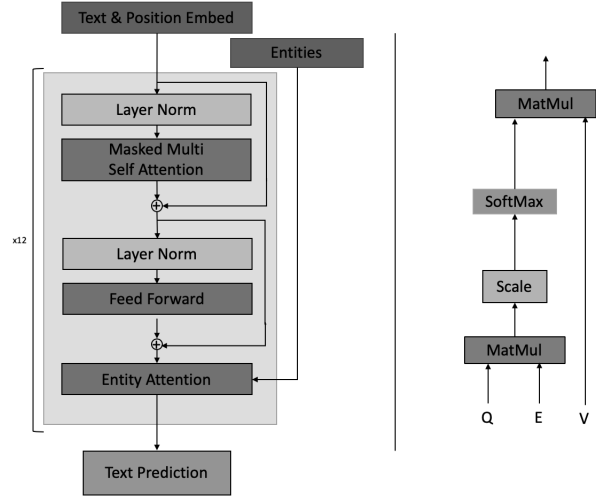 Text & Position Embed
Entities
Layer Norm
Masked Multi
Self Attention
x12
Layer Norm
Feed Forward
Entity Attention
Text Prediction
MatMul
SoftMax
Scale
MatMul
Q E V